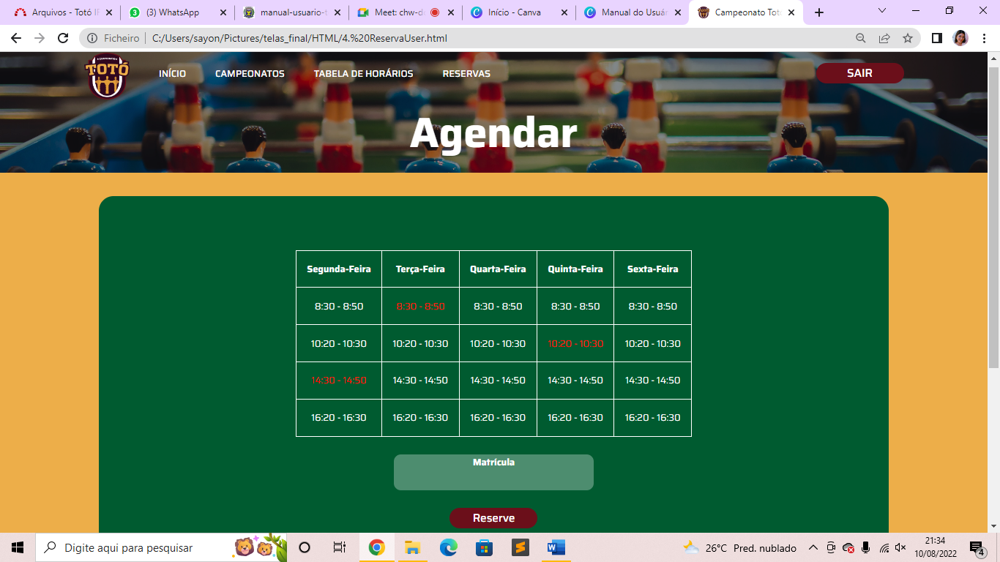 Arquivos - Totó IF
(3) WhatsApp
manual-usuario-t
Meet: chw-do
Início - Canva
Manual do Usuár
Campeonato Totó
Ficheiro
C:/Users/sayon/Pictures/telas_final/HTML/4.%20ReservaUser.html
TOTÓ
INÍCIO CAMPEONATOS TABELA DE HORÁRIOS RESERVAS SAIR
Agendar
Segunda-Feira Terça-Feira Quarta-Feira Quinta-Feira Sexta-Feira
8:30 - 8:50 8:30 - 8:50 8:30 - 8:50 8:30 - 8:50 8:30 - 8:50
10:20 - 10:30 10:20 - 10:30 10:20 - 10:30 10:20 - 10:30 10:20 - 10:30
14:30 - 14:50 14:30 - 14:50 14:30 - 14:50 14:30 - 14:50 14:30 - 14:50
16:20 - 16:30 16:20 - 16:30 16:20 - 16:30 16:20 - 16:30 16:20 - 16:30
Matrícula
Reserve
Digite aqui para pesquisar
26°C Pred. nublado
21:34
10/08/2022
4